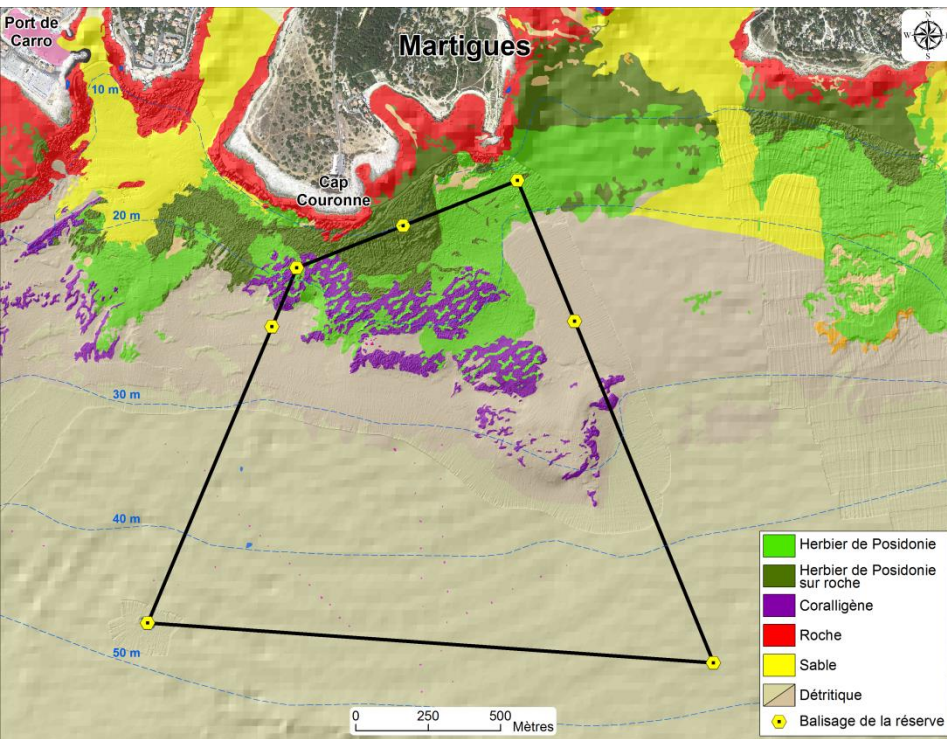 Port de
Carro
Martigues
N
W
E
S
10 m
Cap
Couronne
20 m
30 m
40 m
50 m
Herbier de Posidonie
Herbier de Posidonie
sur roche
Coralligène
Roche
Sable
Détritique
Balisage de la réserve
0 250 500
Mètres